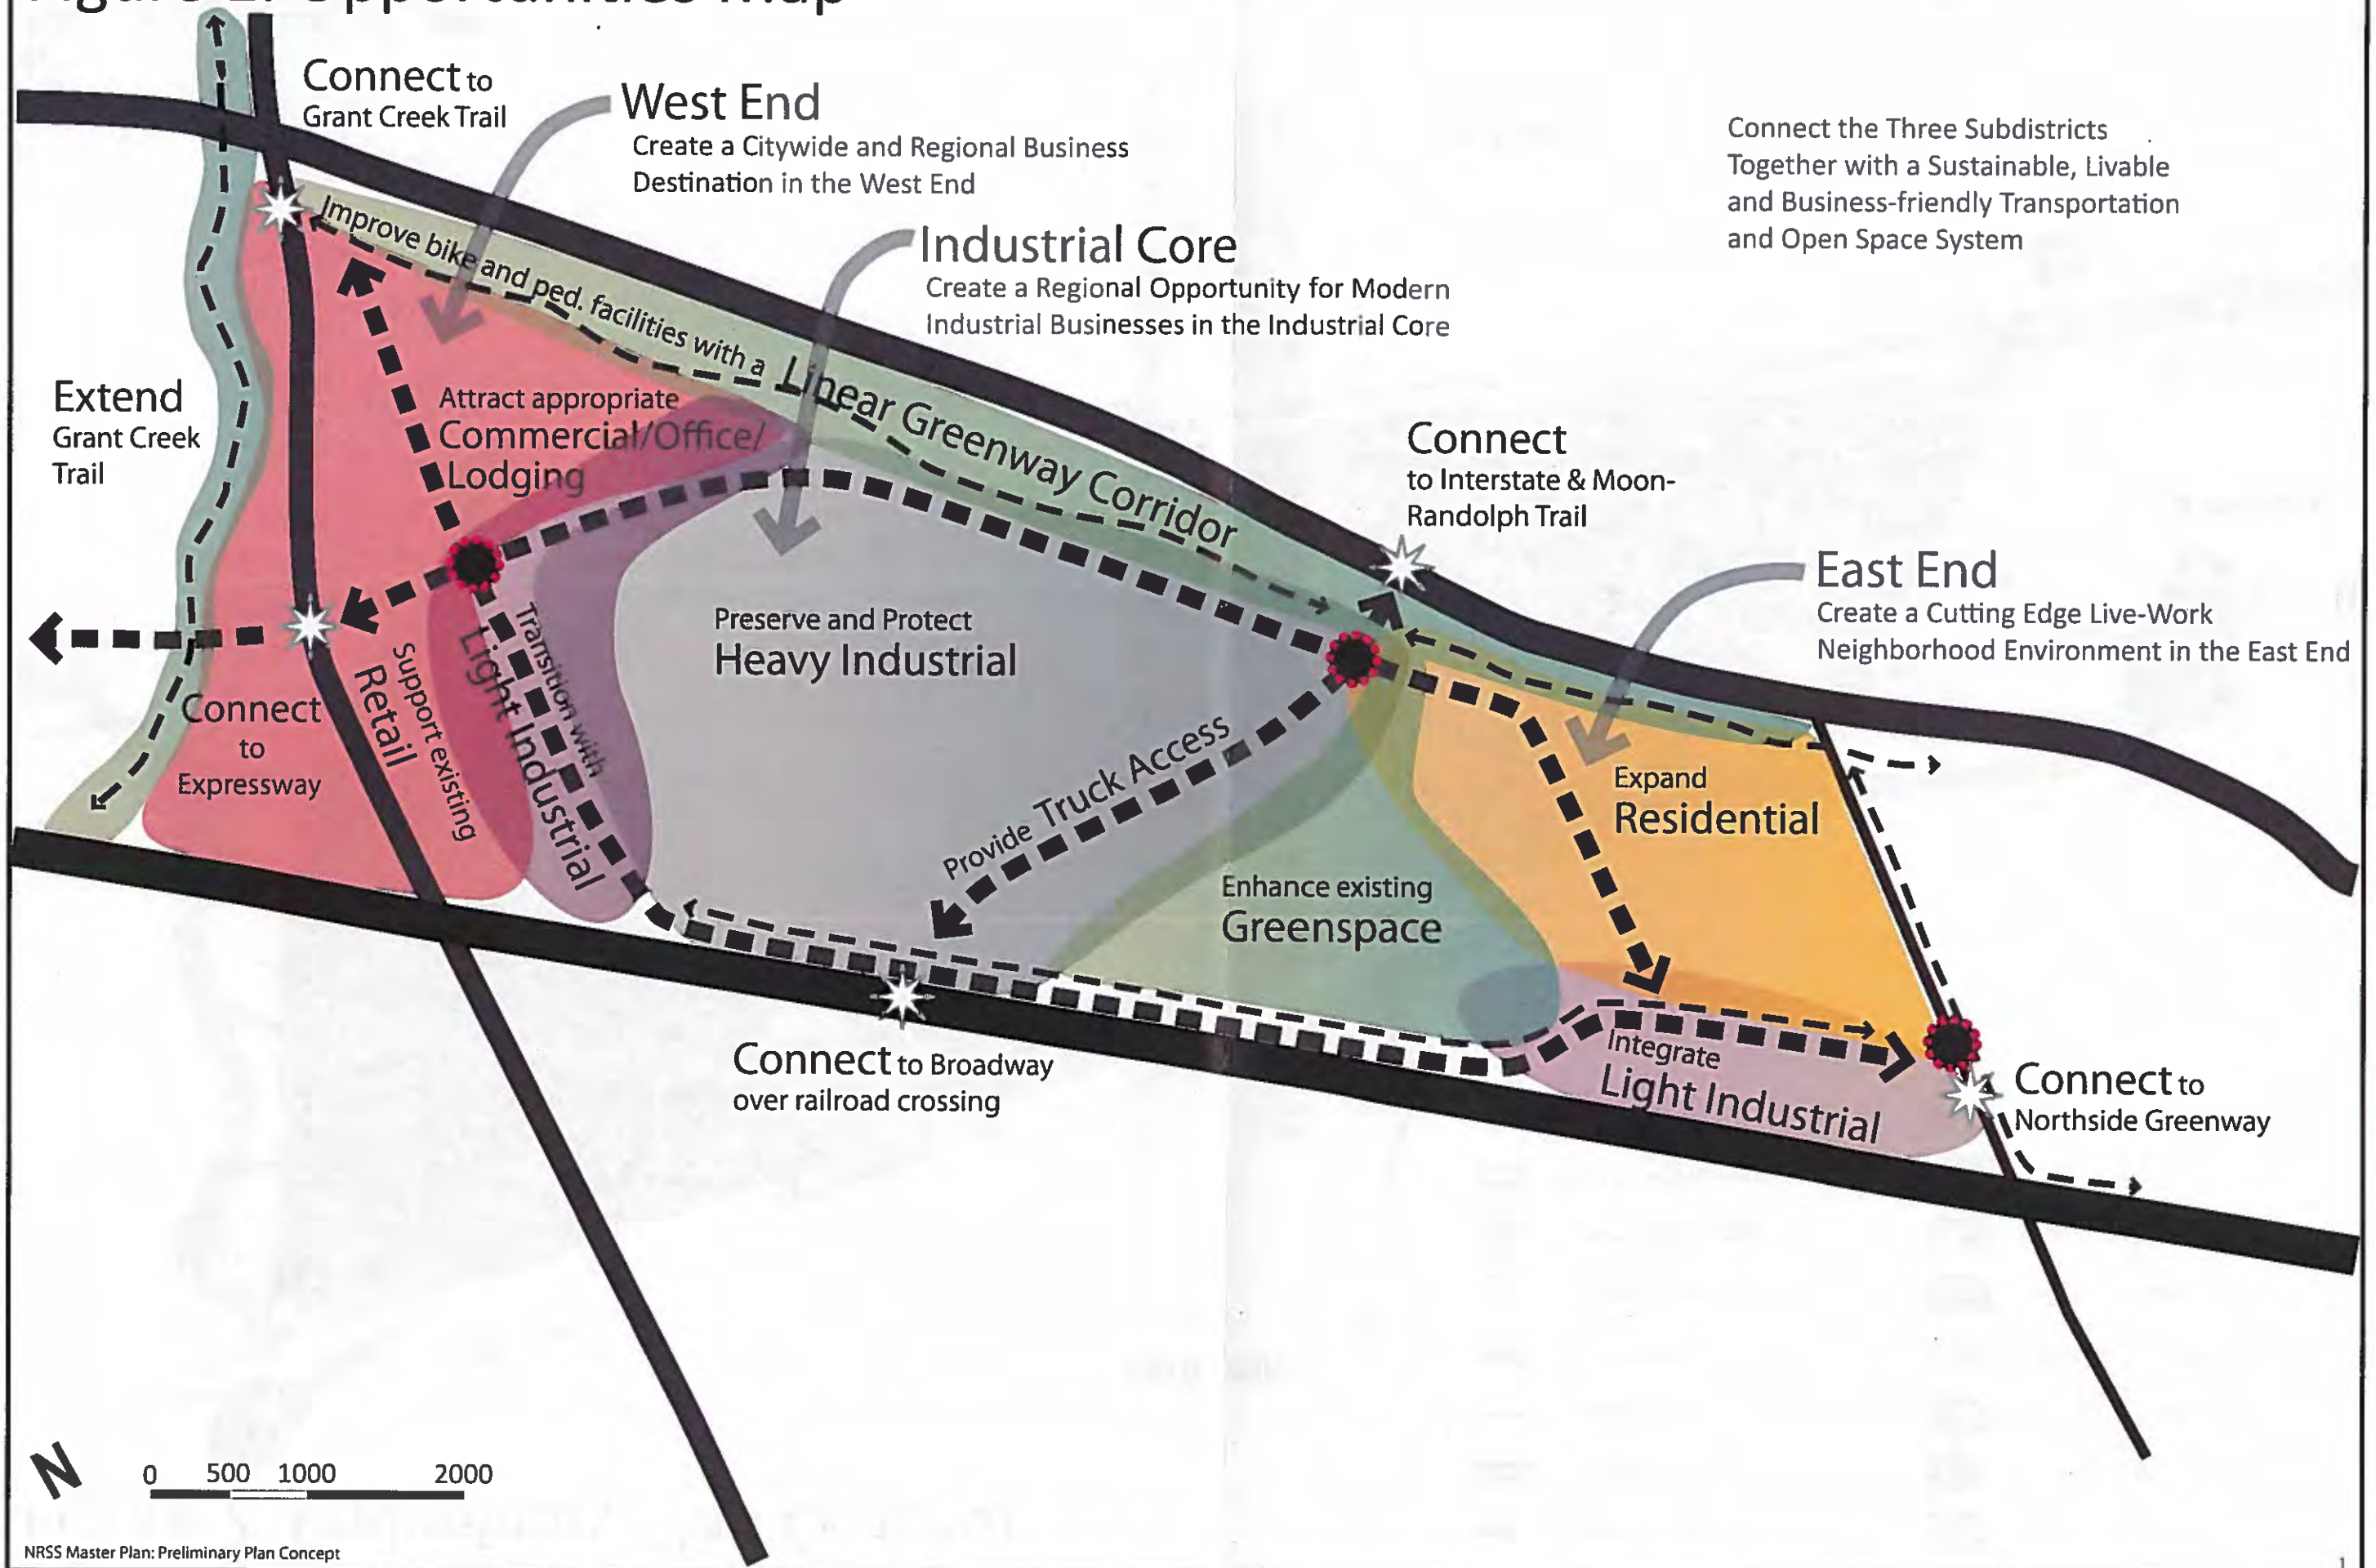 Opportunities Map
Connect to
Grant Creek Trail
West End
Create a Citywide and Regional Business
Destination in the West End
Connect the Three Subdistricts
Together with a Sustainable, Livable
and Business-friendly Transportation
and Open Space System
Industrial Core
Create a Regional Opportunity for Modern
Industrial Businesses in the Industrial Core
Improve bike and ped. facilities with a Linear Greenway Corridor
Extend
Grant Creek
Trail
Attract appropriate
Commercial/Office/
Lodging
Connect
to Interstate & Moon-
Randolph Trail
East End
Create a Cutting Edge Live-Work
Neighborhood Environment in the East End
Preserve and Protect
Heavy Industrial
Transition with
Light Industrial
Support existing
Retail
Connect
to
Expressway
Provide Truck Access
Expand
Residential
Enhance existing
Greenspace
Integrate
Light Industrial
Connect to Broadway
over railroad crossing
Connect to
Northside Greenway
N
0 500 1000 2000
NRSS Master Plan: Preliminary Plan Concept
1